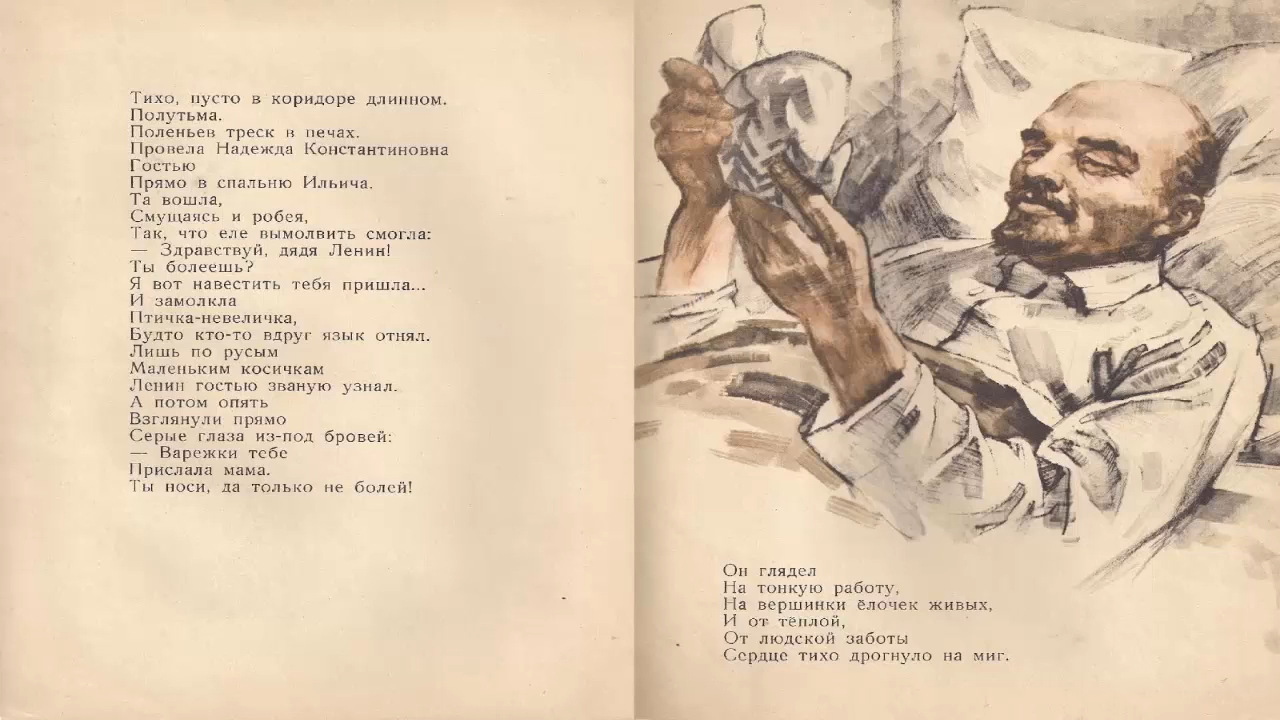 Тихо, пусто в коридоре длинном.
Полутьма.
Поленьев треск в печах.
Провела Надежда Константиновна
Гостью
Прямо в спальню Ильича.
Та вошла,
Смущаясь и робея,
Так, что еле вымолвить смогла:
— Здравствуй, дядя Ленин!
Ты болеешь?
Я вот навестить тебя пришла...
И замолкла
Птичка-невеличка,
Будто кто-то вдруг язык отнял.
Лишь по русым
Маленьким косичкам
Ленин гостью званую узнал.
А потом опять
Взглянули прямо
Серые глаза из-под бровей:
— Варежки тебе
Прислала мама.
Ты носи, да только не болей!
Он глядел
На тонкую работу,
На вершинки ёлочек живых,
И от тёплой,
От людской заботы
Сердце тихо дрогнуло на миг.